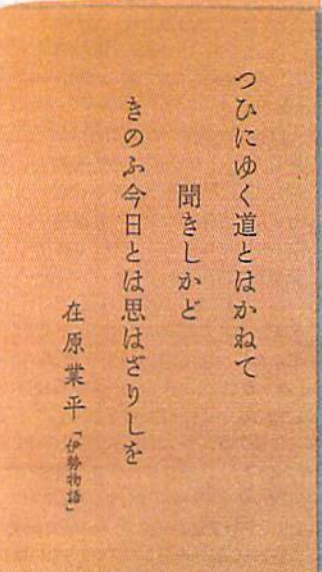 つひにゆく道とはかねて
聞きしかど
きのふ今日とは思はざりしを
在原業平「伊勢物語」